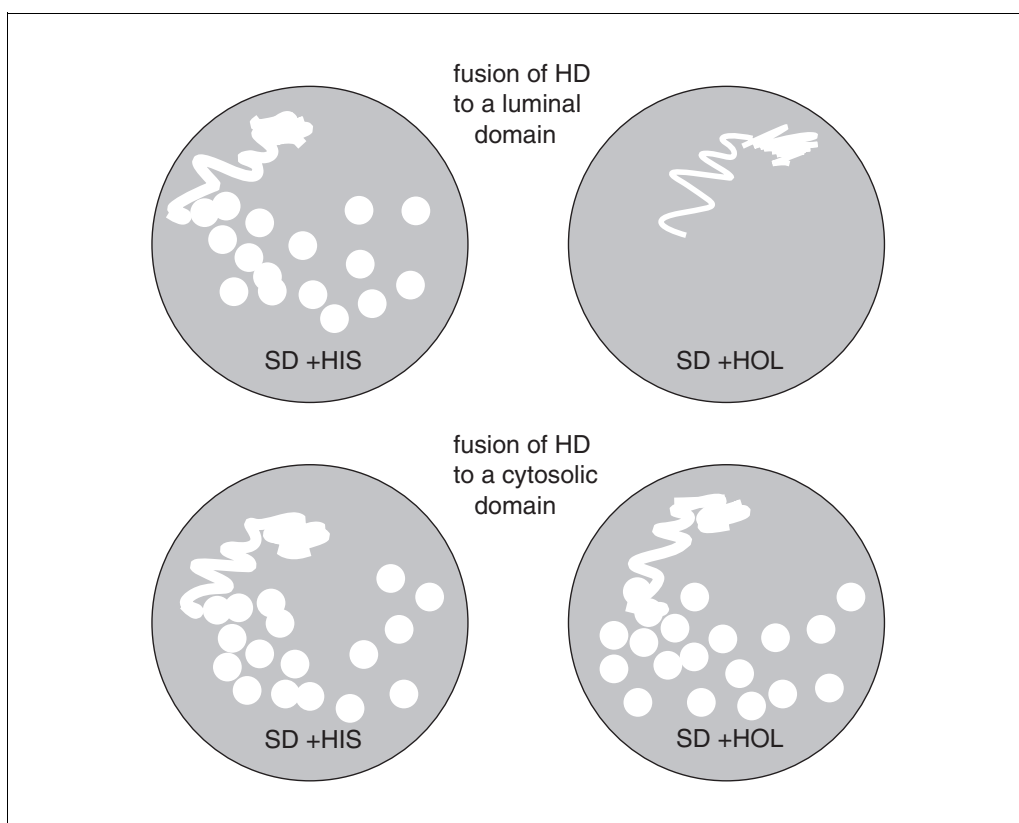 fusion of HD
to a luminal
domain
SD +HIS
SD +HOL
fusion of HD
to a cytosolic
domain
SD +HIS
SD +HOL